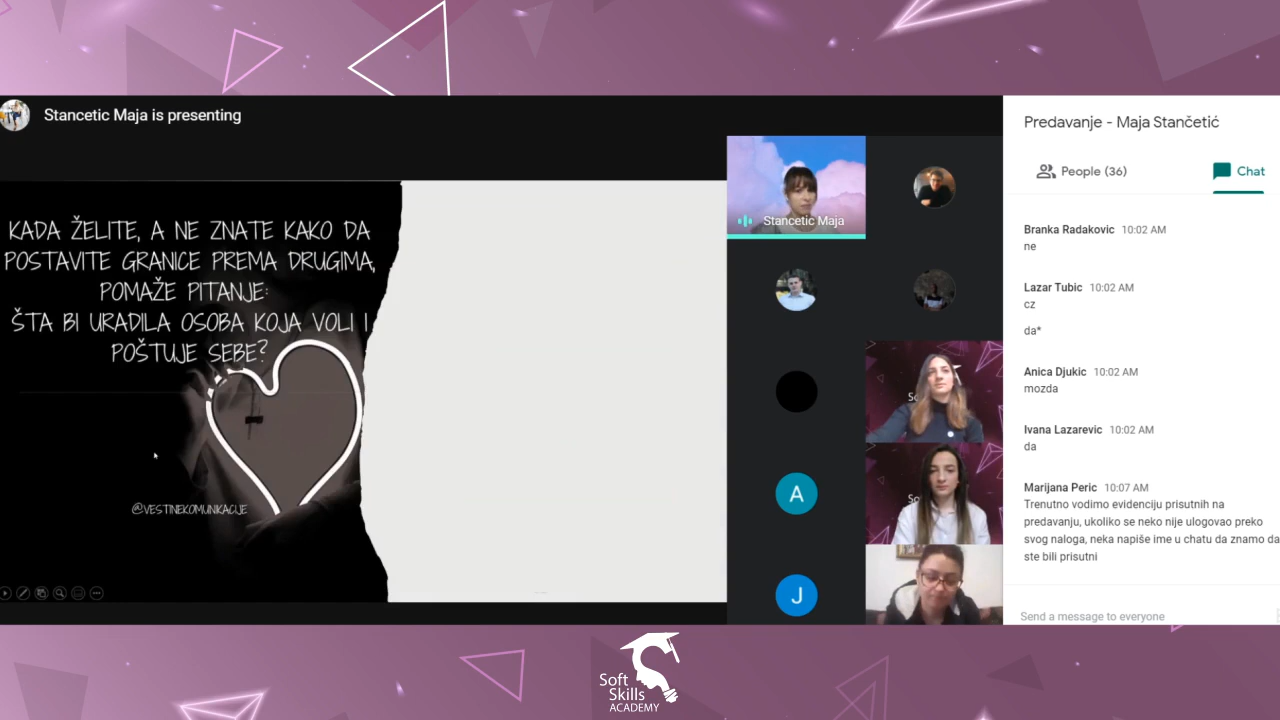 Stancetic Maja is presenting
KADA ŽELITE, A NE ZNATE KAKO DA
POSTAVITE GRANICE PREMA DRUGIMA,
POMAŽE PITANJE:
ŠTA BI URADILA OSOBA KOJA VOLI I
POŠTUJE SEBE?
@VESTINEKOMUNIKACIJE
Stancetic Maja
So
So
A
J
Predavanje - Maja Stančetić
People (36)
Chat
Branka Radakovic 10:02 AM
ne
Lazar Tubic 10:02 AM
cz
da*
Anica Djukic 10:02 AM
mozda
Ivana Lazarevic 10:02 AM
da
Marijana Peric 10:07 AM
Trenutno vodimo evidenciju prisutnih na
predavanju, ukoliko se neko nije ulogovao preko
svog naloga, neka napiše ime u chatu da znamo da
ste bili prisutni
Send a message to everyone
Soft
Skills
ACADEMY